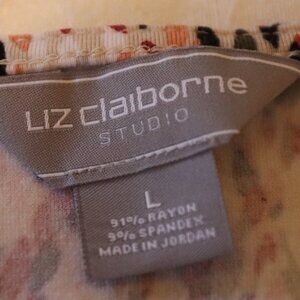 LIZ claiborne
STUDIO
L
91% RAYON
9% SPANDEX
MADE IN JORDAN